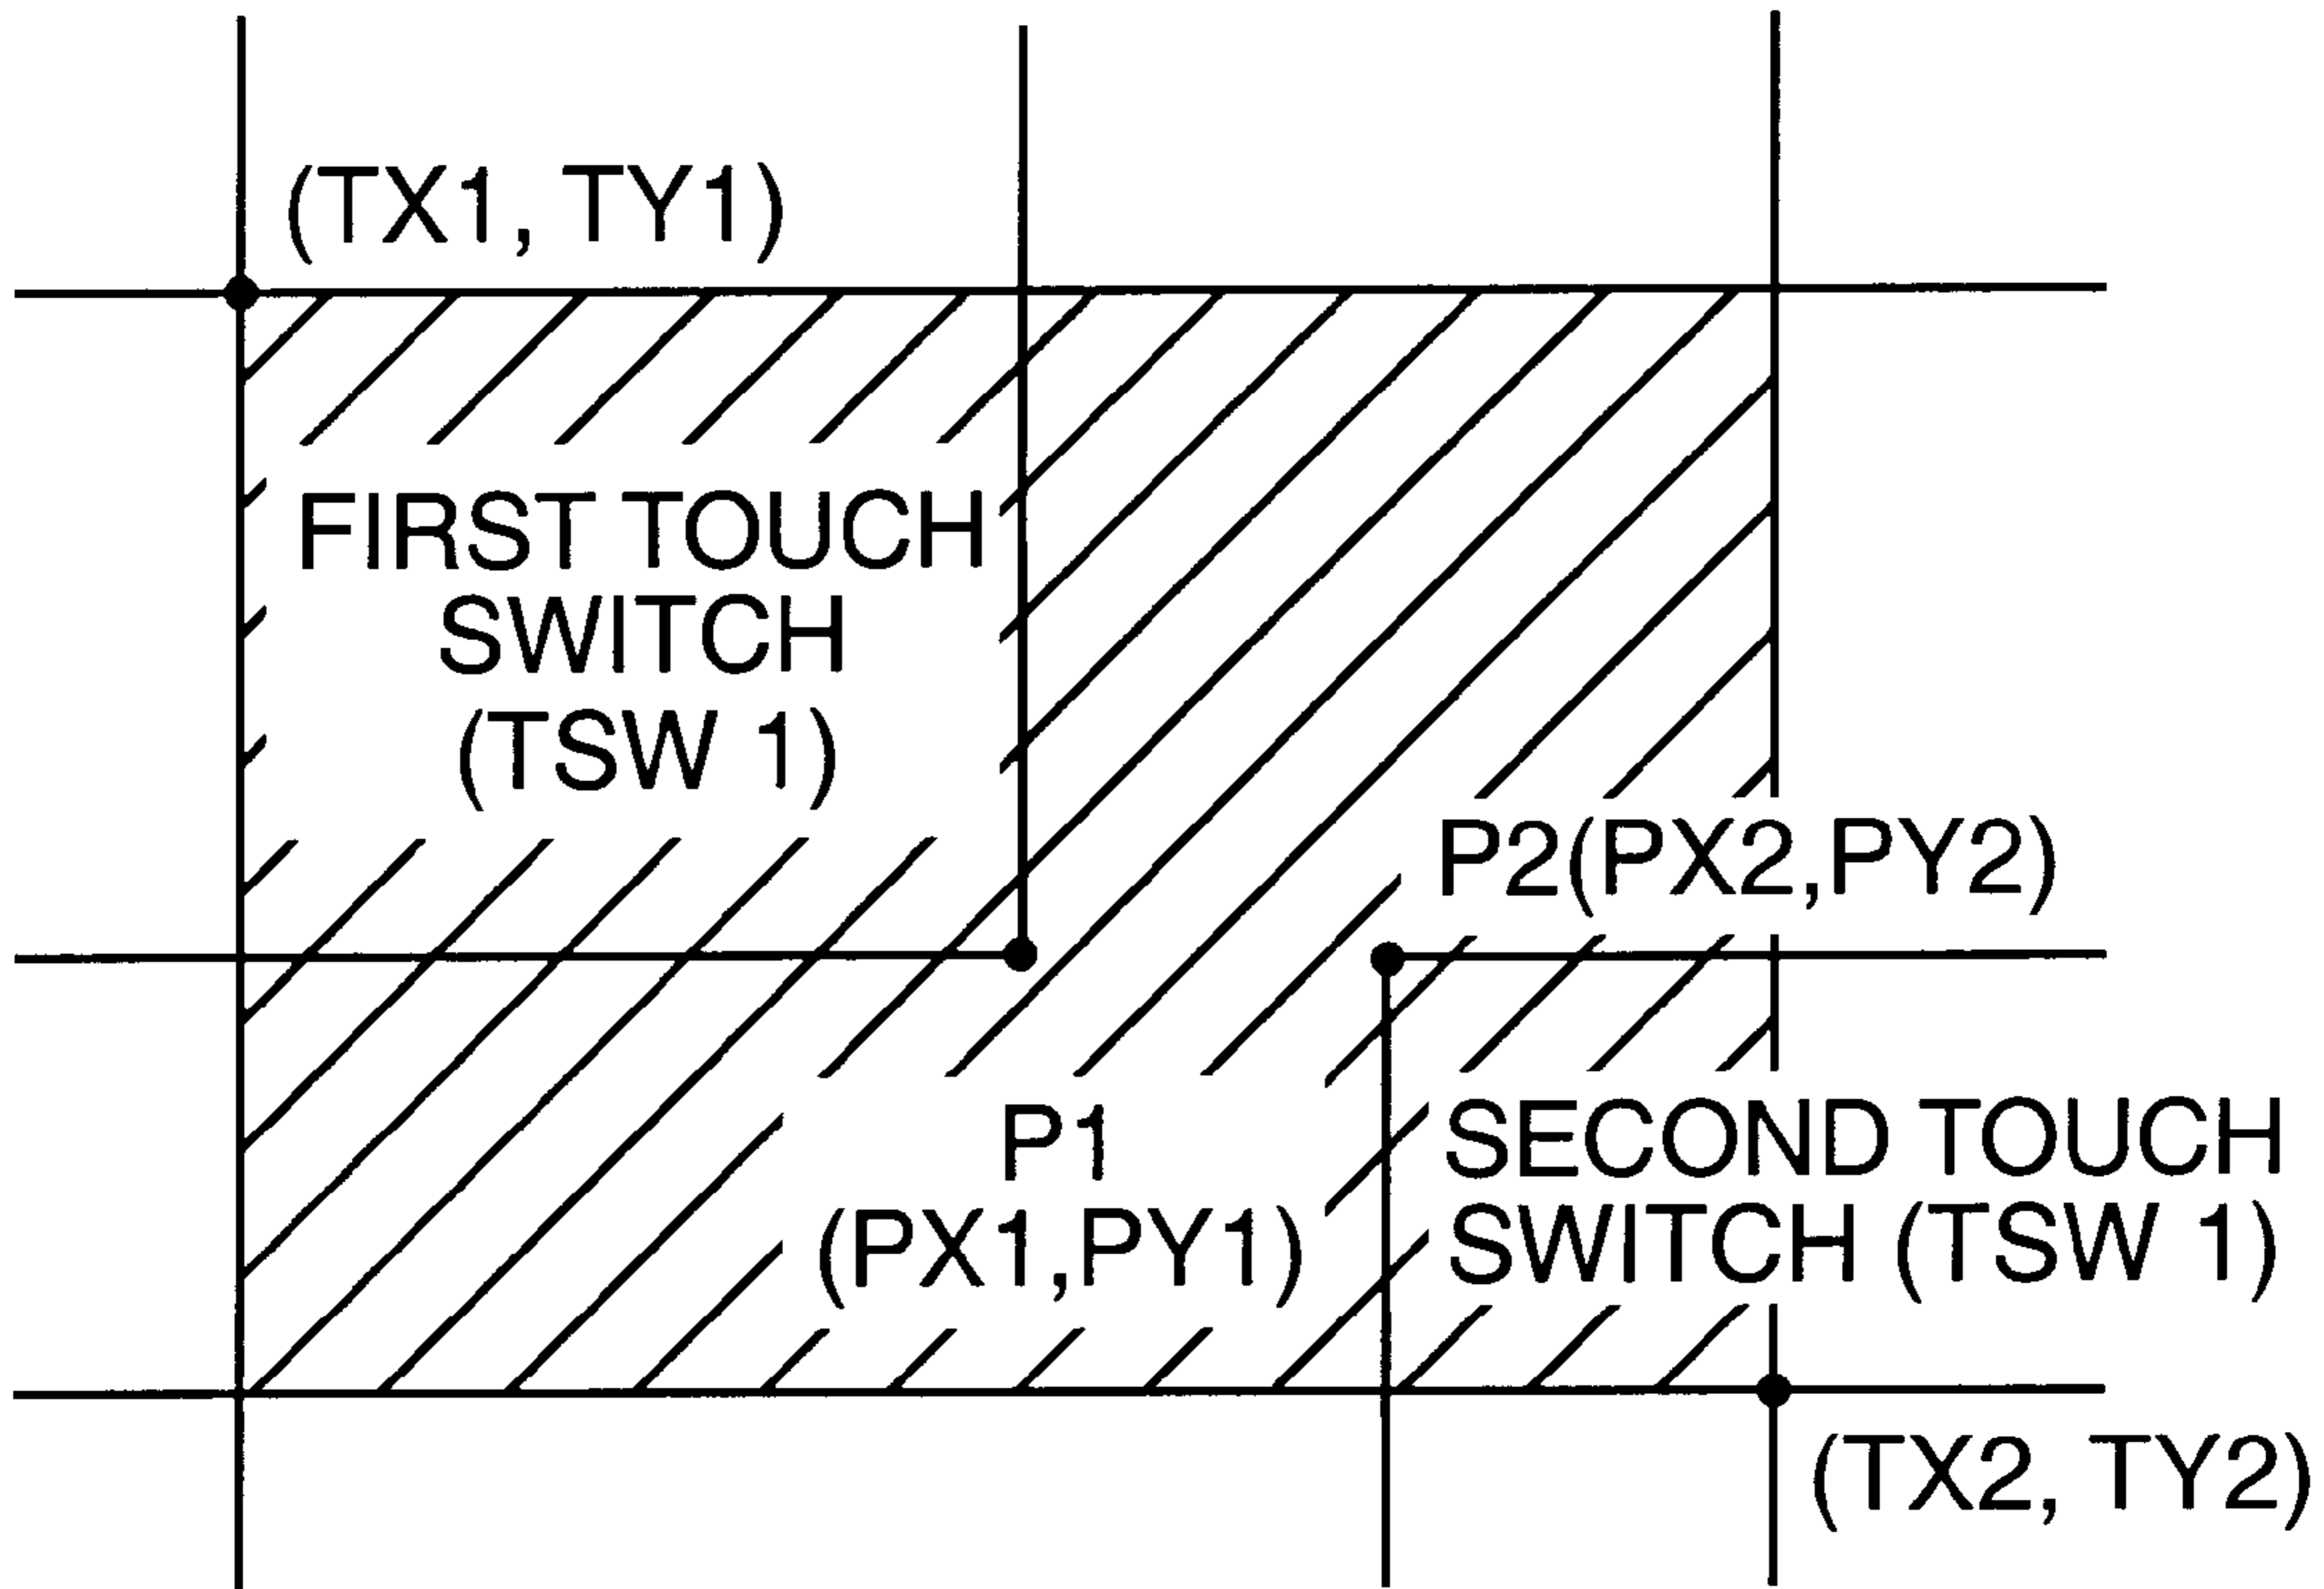 (TX1, TY1)
FIRST TOUCH
SWITCH
(TSW 1)
P2(PX2,PY2)
P1
(PX1,PY1)
SECOND TOUCH
SWITCH (TSW 1)
(TX2, TY2)